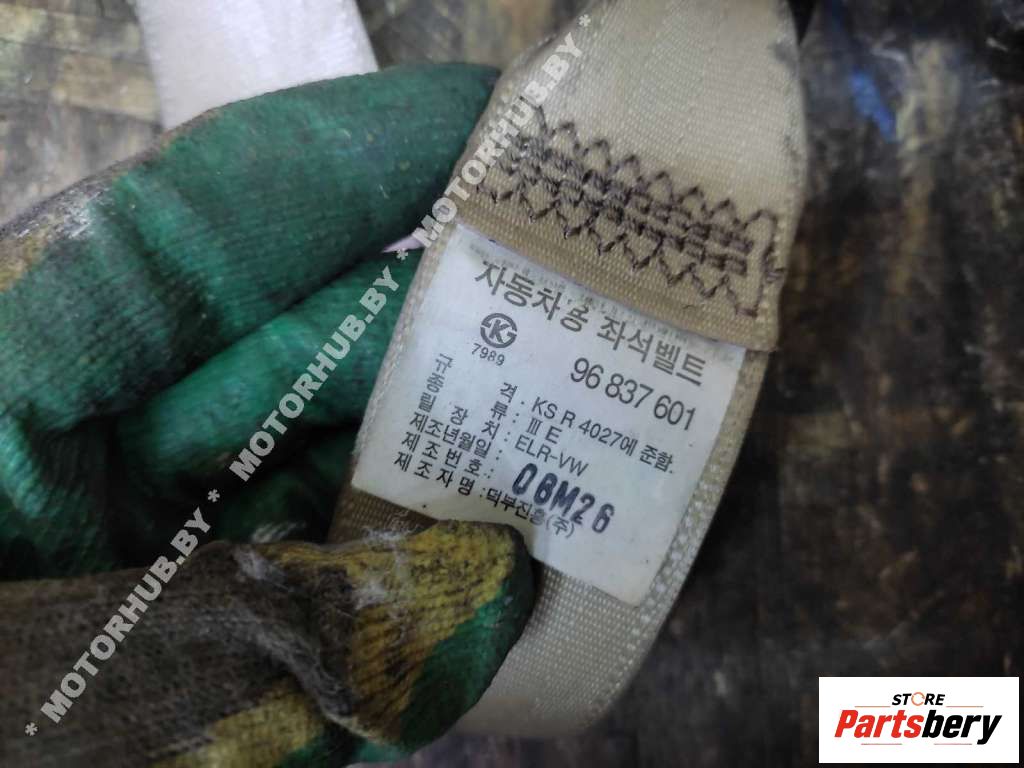 자동차용 좌석벨트
K
7989
96 837 601
규 격 : KS R 4027에 준함.
종 류 : Ⅲ E
릴 장 치 : ELR-VW
제조년월일 :
제 조 번 호 : 08M26
제 조 자 명 : 덕부진흥(주)
* MOTORHUB.BY * MOTORHUB.BY * MOTORHUB.BY * MOTORHUB.BY *
STORE
Partsbery